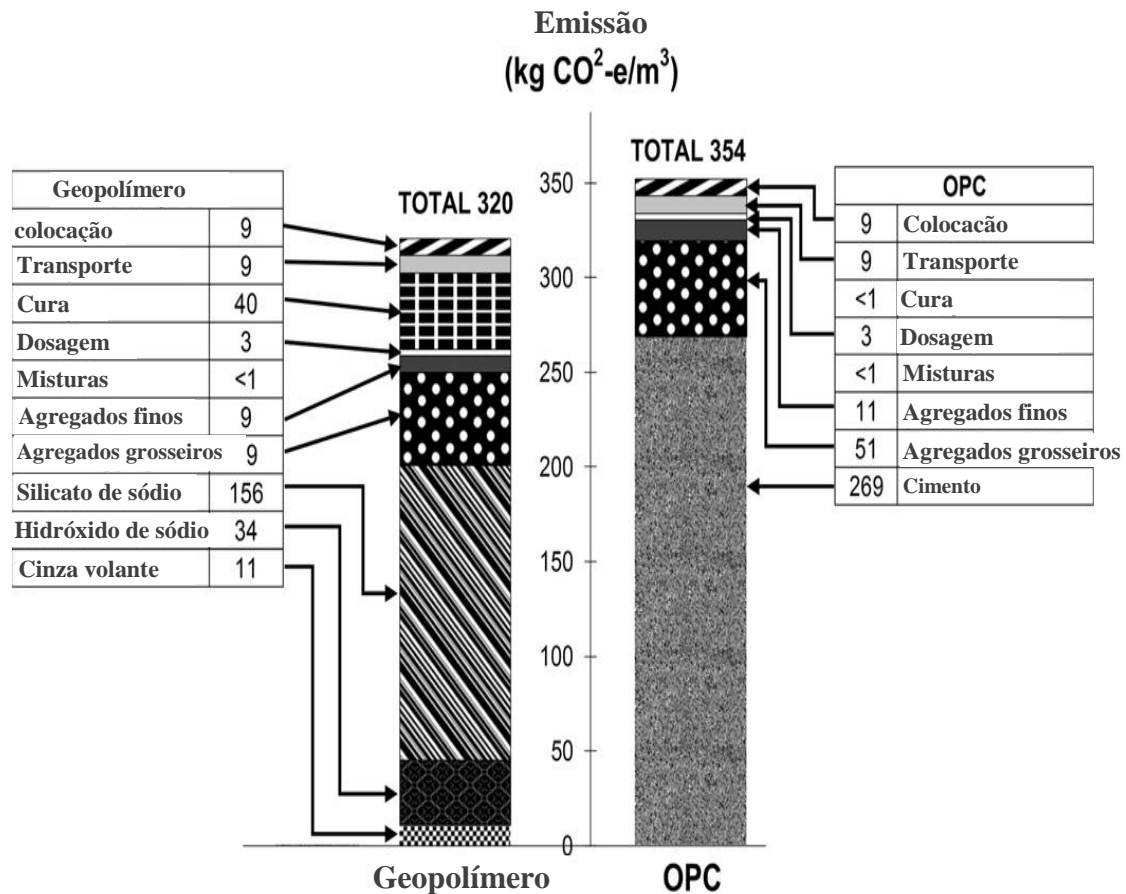 Emissão
(kg CO²-e/m³)
TOTAL 354
TOTAL 320
Geopolímero
colocação 9
Transporte 9
Cura 40
Dosagem 3
Misturas <1
Agregados finos 9
Agregados grosseiros 9
Silicato de sódio 156
Hidróxido de sódio 34
Cinza volante 11
350
300
250
200
150
100
50
0
OPC
9 Colocacão
9 Transporte
<1 Cura
3 Dosagem
<1 Misturas
11 Agregados finos
51 Agregados grosseiros
269 Cimento
Geopolímero
OPC